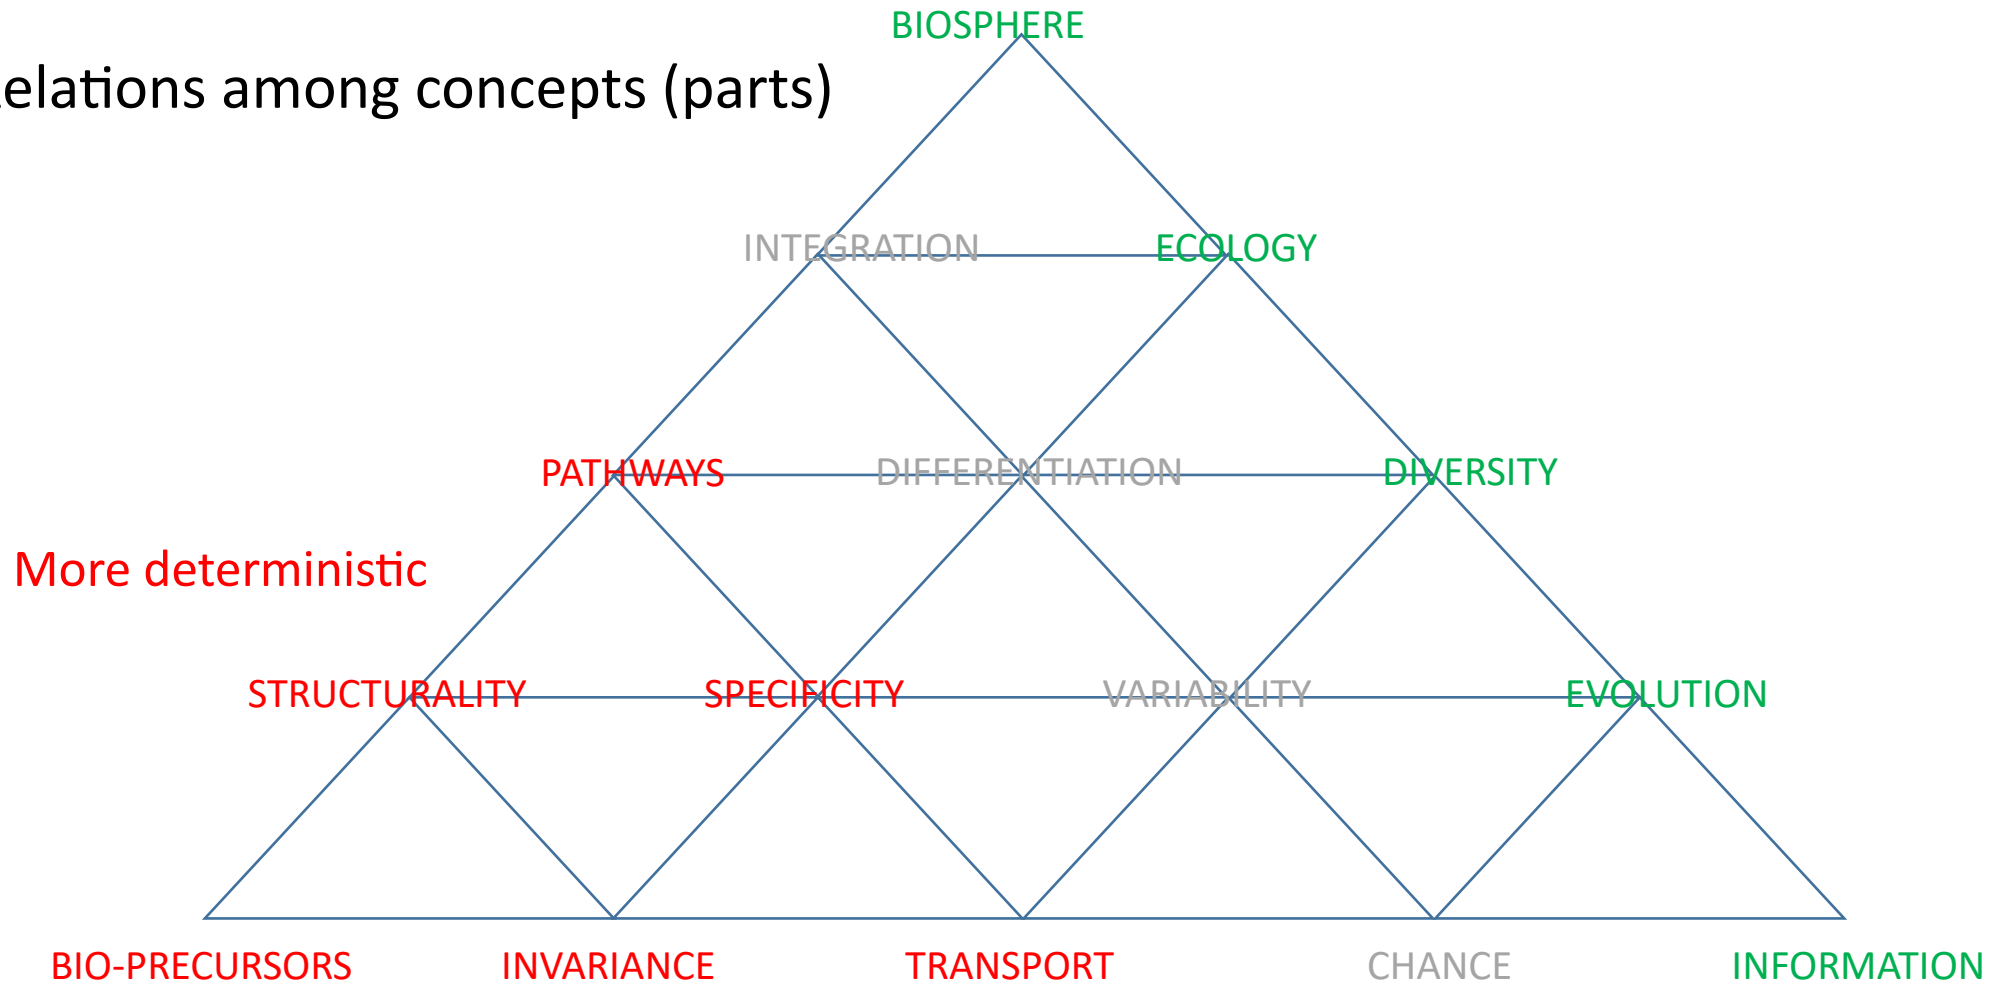 BIOSPHERE
elations among concepts (parts)
INTEGRATION ECOLOGY
PATHWAYS DIFFERENTIATION DIVERSITY
More deterministic
STRUCTURALITY SPECIFICITY VARIABILITY EVOLUTION
BIO-PRECURSORS INVARIANCE TRANSPORT CHANCE INFORMATION